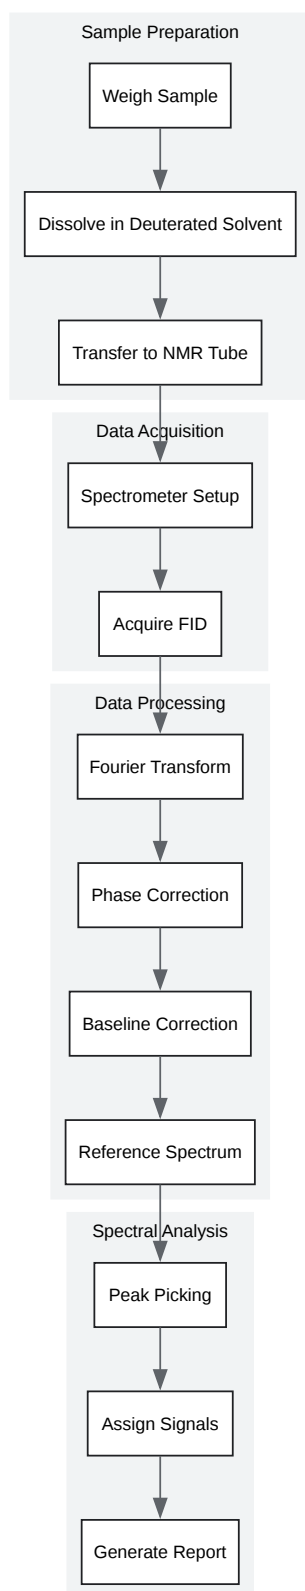 Sample Preparation
Weigh Sample
Dissolve in Deuterated Solvent
Transfer to NMR Tube
Data Acquisition
Spectrometer Setup
Acquire FID
Data Processing
Fourier Transform
Phase Correction
Baseline Correction
Reference Spectrum
Spectral Analysis
Peak Picking
Assign Signals
Generate Report